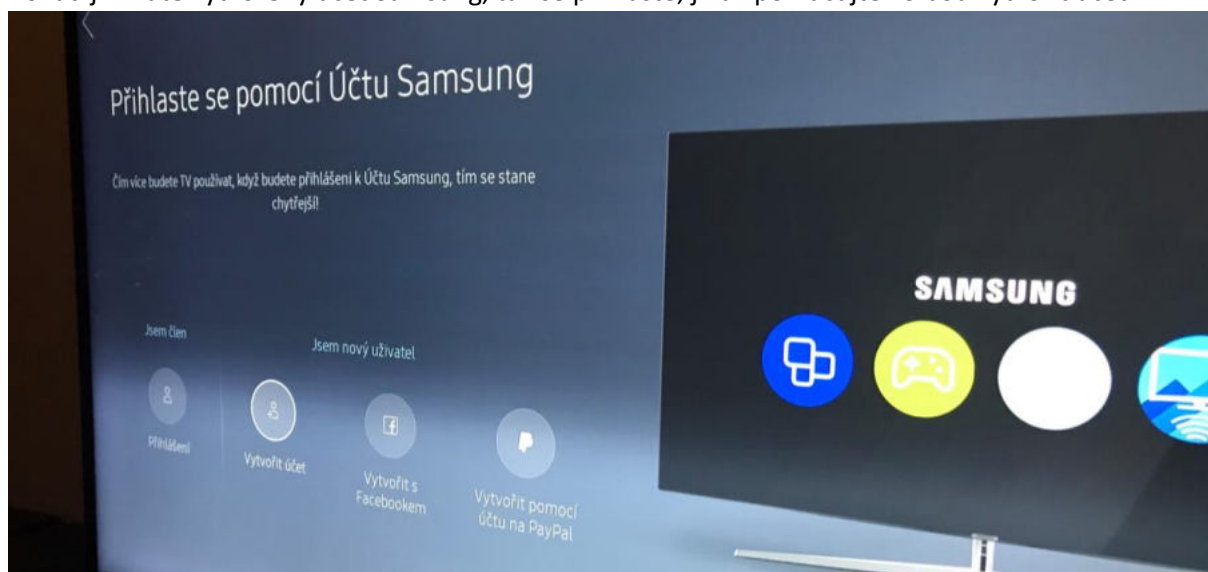 Přihlaste se pomocí Účtu Samsung
Čím více budete TV používat, když budete přihlášeni k Účtu Samsung, tím se stane
chytřejší!
Jsem člen
Jsem nový uživatel
Přihlášení
Vytvořit účet
Vytvořit s
Facebookem
Vytvořit pomocí
účtu na PayPal
SAMSUNG